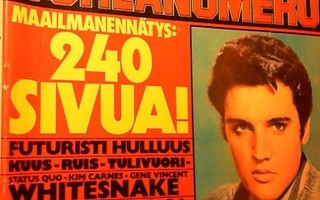 MAAILMANENNÄTYS:
240
SIVUA!
FUTURISTI HULLUUS
KUUS-RUIS-TULIVUORI-
STATUS QUO • KIM CARNES • GENE VINCENT
WHITESNAKE